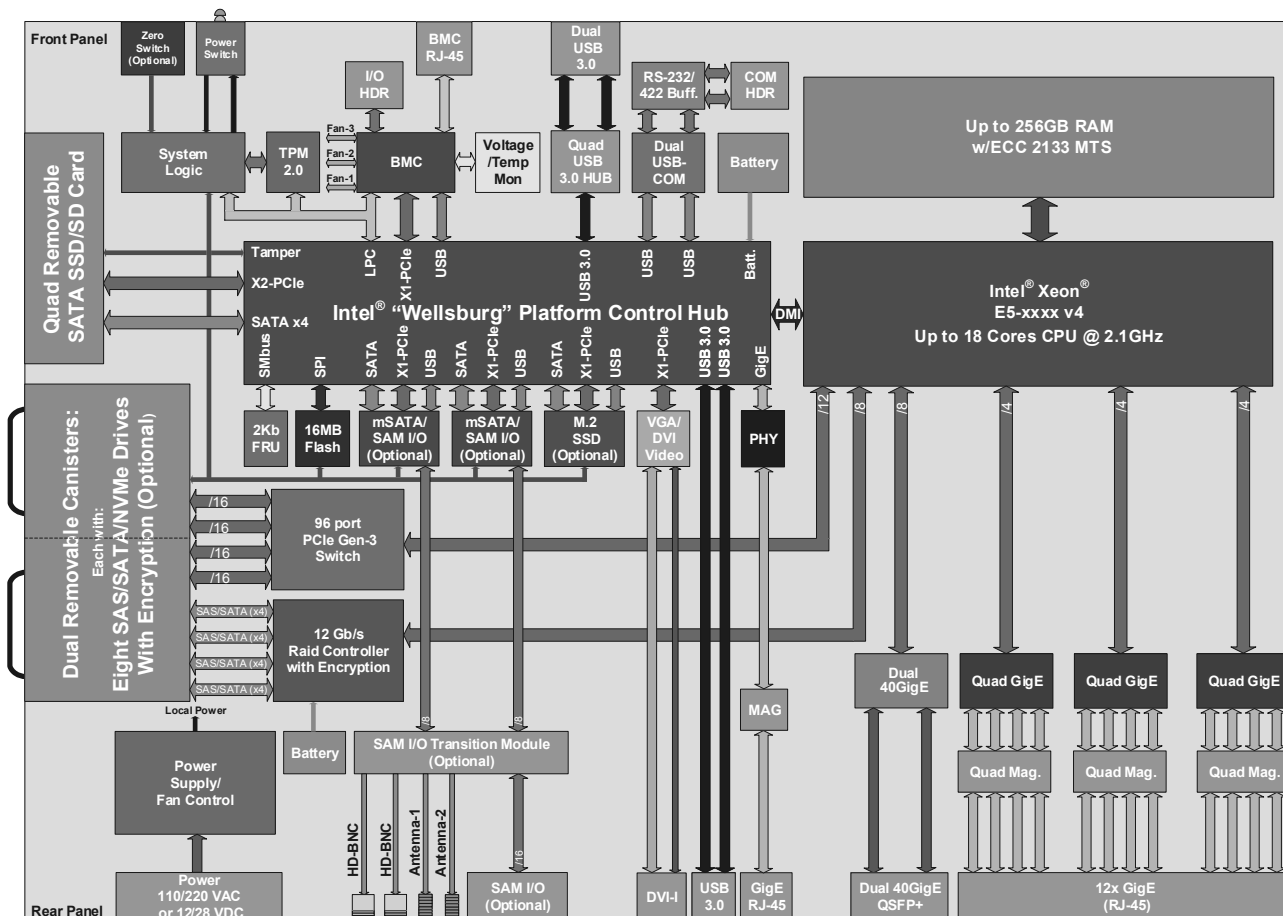 Front Panel
Zero
Switch
(Optional)
Power
Switch
BMC
RJ-45
Dual
USB
3.0
I/O
HDR
RS-232/
422 Buff.
COM
HDR
Up to 256GB RAM
w/ECC 2133 MTS
System
Logic
TPM
2.0
Fan-3
Fan-2
Fan-1
BMC
Voltage
/Temp
Mon
Quad
USB
3.0 HUB
Dual
USB-
COM
Battery
Quad Removable
SATA SSD/SD Card
Tamper
X2-PCIe
SATA x4
LPC
X1-PCIe
USB
USB 3.0
USB
USB
Batt.
Intel® “Wellsburg” Platform Control Hub
DMI
Intel® Xeon®
E5-xxxx v4
Up to 18 Cores CPU @ 2.1GHz
SMbus
SPI
SATA
X1-PCIe
USB
SATA
X1-PCIe
USB
SATA
X1-PCIe
USB
X1-PCIe
USB 3.0
USB 3.0
GigE
/12
/8
/8
/4
/4
/4
2Kb
FRU
16MB
Flash
mSATA/
SAM I/O
(Optional)
mSATA/
SAM I/O
(Optional)
M.2
SSD
(Optional)
VGA/
DVI
Video
PHY
Dual Removable Canisters:
Each with:
Eight SAS/SATA/NVMe Drives
With Encryption (Optional)
/16
/16
/16
/16
96 port
PCIe Gen-3
Switch
SAS/SATA (x4)
SAS/SATA (x4)
SAS/SATA (x4)
SAS/SATA (x4)
12 Gb/s
Raid Controller
with Encryption
Local Power
Dual
40GigE
Quad GigE
Quad GigE
Quad GigE
MAG
/8
/8
Power
Supply/
Fan Control
Battery
SAM I/O Transition Module
(Optional)
Quad Mag.
Quad Mag.
Quad Mag.
HD-BNC
HD-BNC
Antenna-1
Antenna-2
/16
Rear Panel
Power
110/220 VAC
or 12/28 VDC
SAM I/O
(Optional)
DVI-I
USB
3.0
GigE
RJ-45
Dual 40GigE
QSFP+
12x GigE
(RJ-45)